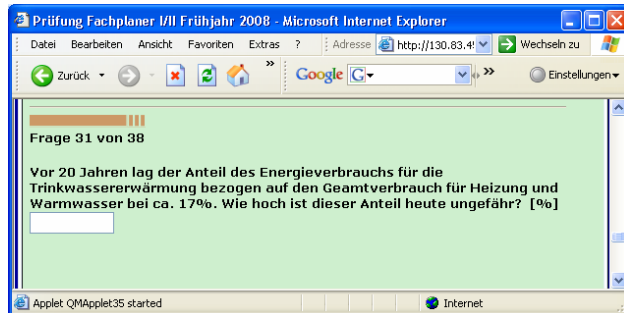 Prüfung Fachplaner I/II Frühjahr 2008 - Microsoft Internet Explorer
Datei Bearbeiten Ansicht Favoriten Extras ? Adresse http://130.83.4 Wechseln zu
Zurück » Google G » Einstellungen
Frage 31 von 38
Vor 20 Jahren lag der Anteil des Energieverbrauchs für die
Trinkwassererwärmung bezogen auf den Geamtverbrauch für Heizung und
Warmwasser bei ca. 17%. Wie hoch ist dieser Anteil heute ungefähr? [%]
Applet QMApplet35 started Internet